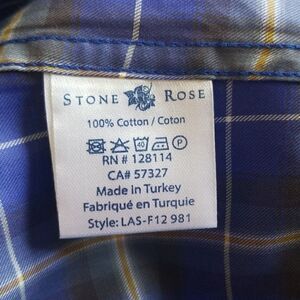 STONE ROSE
100% Cotton / Coton
40 P
RN # 128114
CA# 57327
Made in Turkey
Fabriqué en Turquie
Style: LAS-F12 981